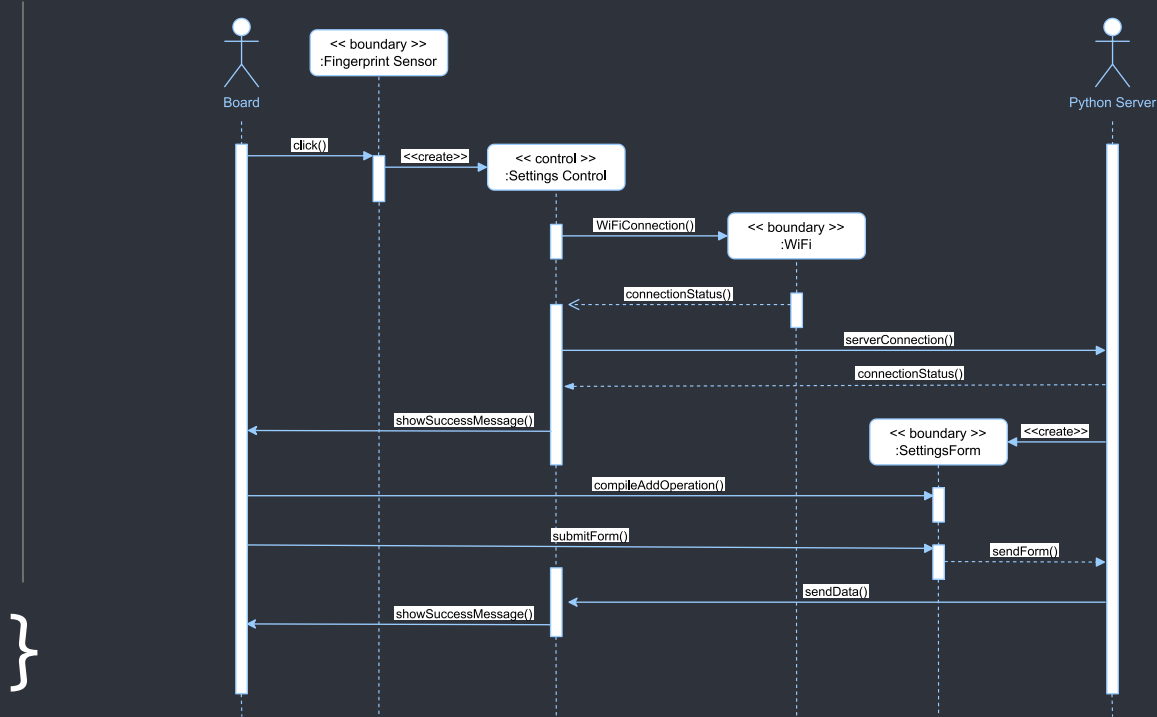 << boundary >>
:Fingerprint Sensor
Board
Python Server
click()
<<create>>
<< control >>
:Settings Control
WiFiConnection()
<< boundary >>
:WiFi
connectionStatus()
serverConnection()
connectionStatus()
showSuccessMessage()
<< boundary >>
:SettingsForm
<<create>>
compileAddOperation()
submitForm()
sendForm()
sendData()
showSuccessMessage()
}